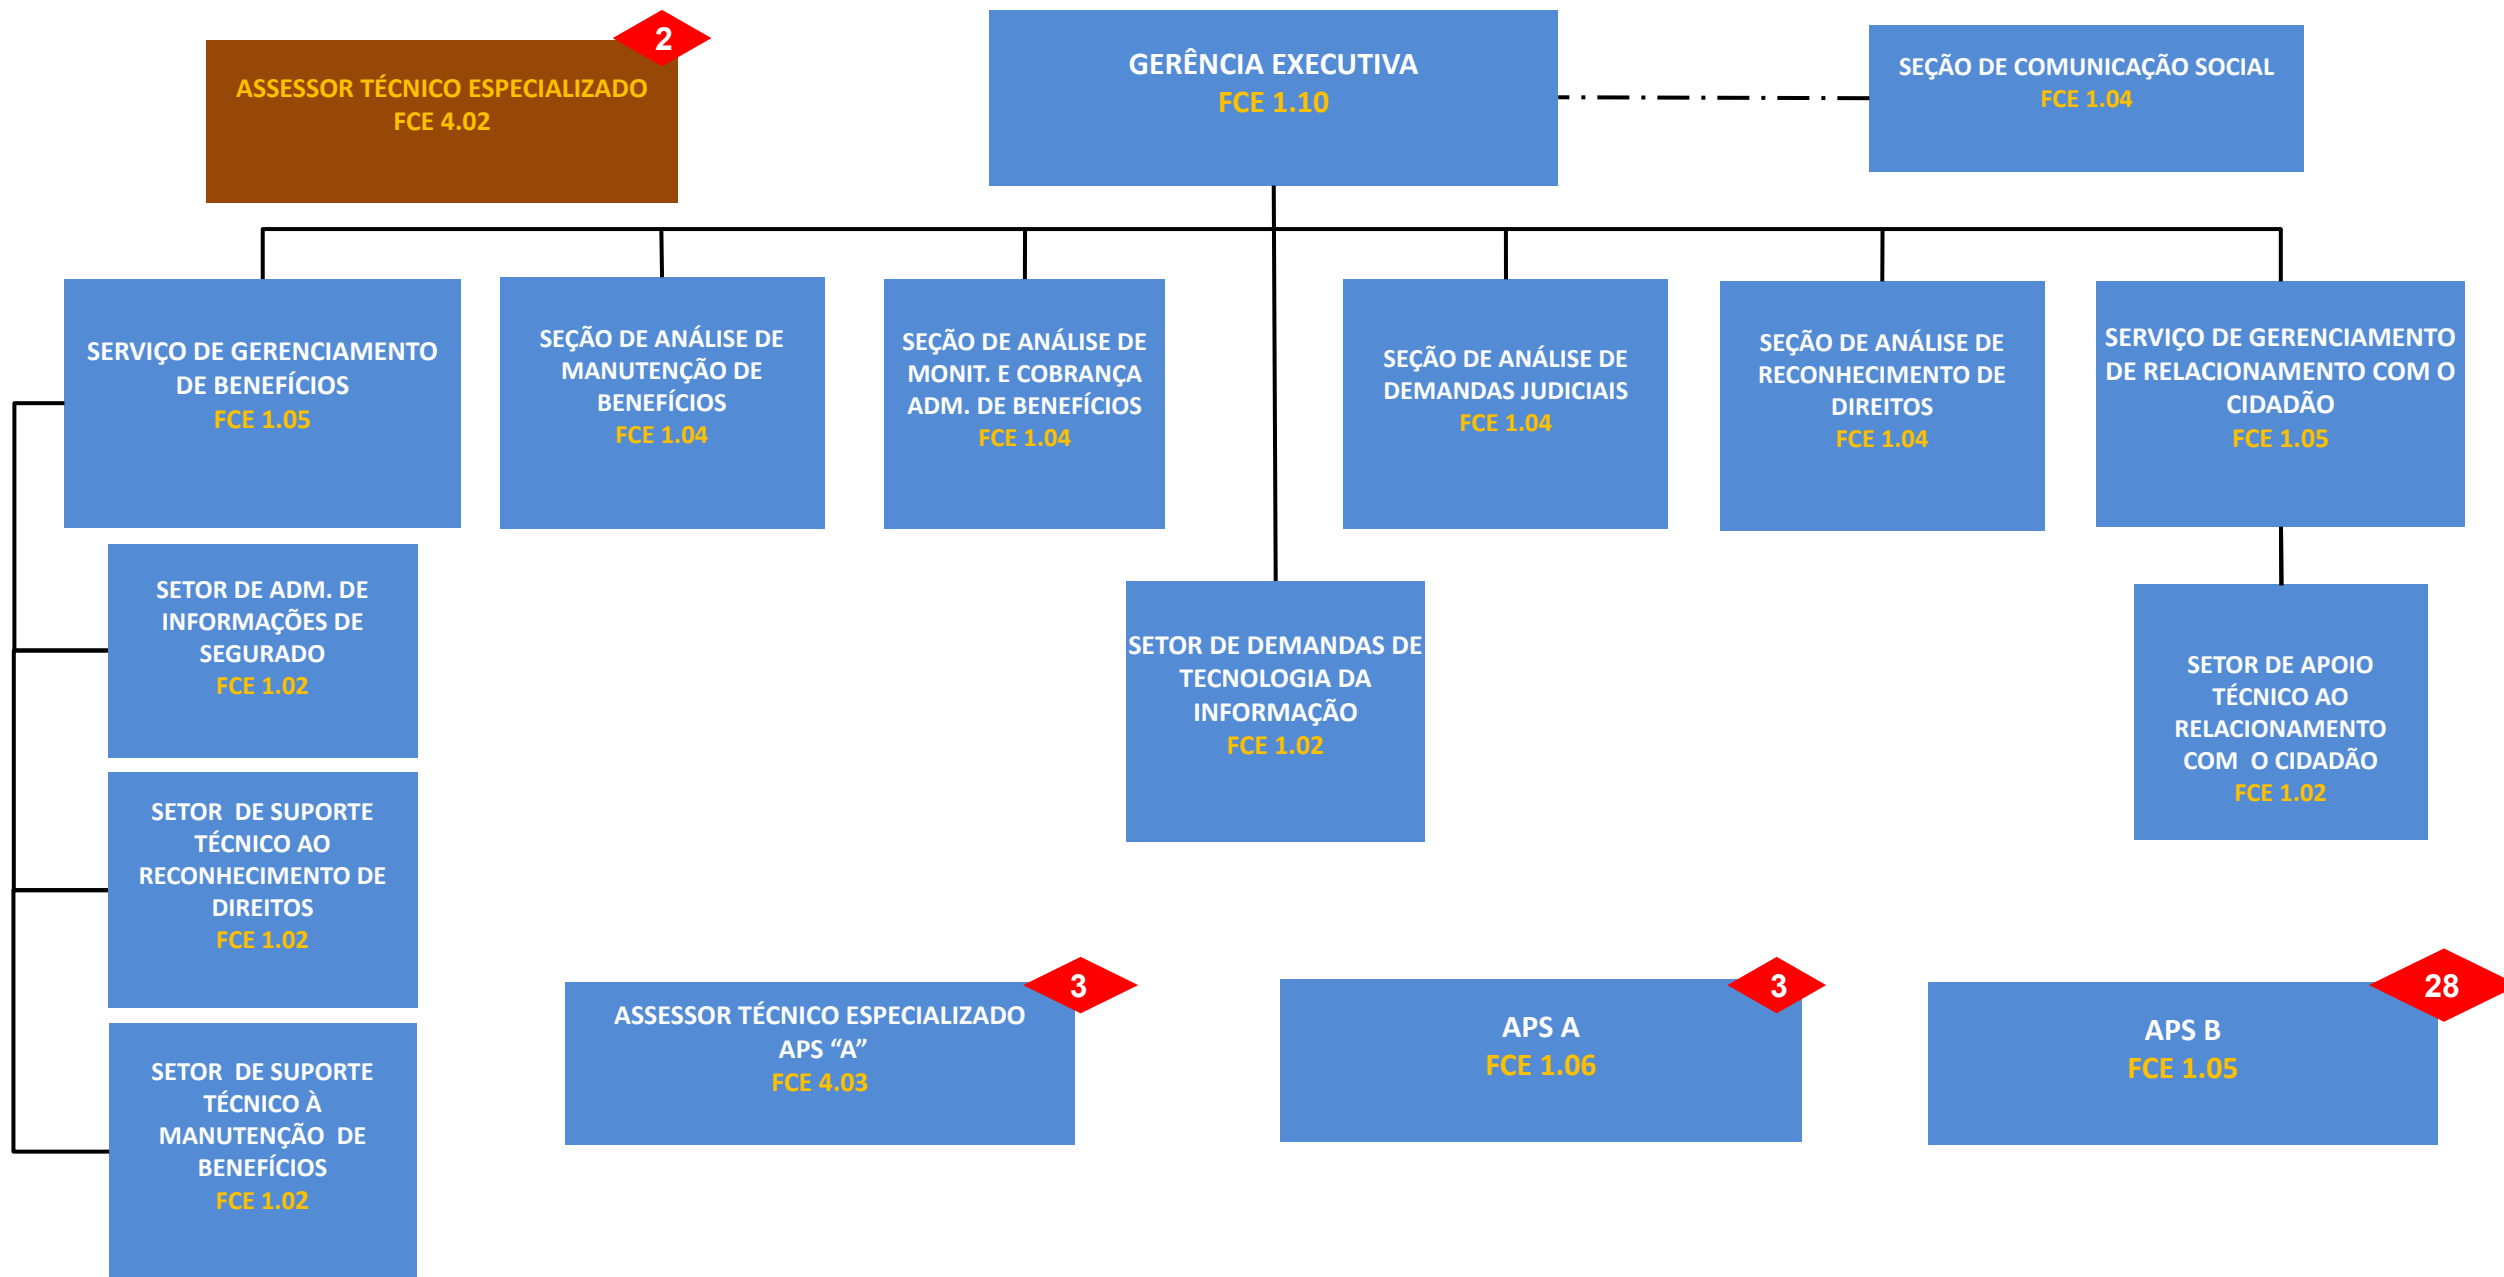 2
ASSESSOR TÉCNICO ESPECIALIZADO
FCE 4.02
GERÊNCIA EXECUTIVA
FCE 1.10
SEÇÃO DE COMUNICAÇÃO SOCIAL
FCE 1.04
SERVIÇO DE GERENCIAMENTO
DE BENEFÍCIOS
FCE 1.05
SEÇÃO DE ANÁLISE DE
MANUTENÇÃO DE
BENEFÍCIOS
FCE 1.04
SEÇÃO DE ANÁLISE DE
MONIT. E COBRANÇA
ADM. DE BENEFÍCIOS
FCE 1.04
SEÇÃO DE ANÁLISE DE
DEMANDAS JUDICIAIS
FCE 1.04
SEÇÃO DE ANÁLISE DE
RECONHECIMENTO DE
DIREITOS
FCE 1.04
SERVIÇO DE GERENCIAMENTO
DE RELACIONAMENTO COM O
CIDADÃO
FCE 1.05
SETOR DE ADM. DE
INFORMAÇÕES DE
SEGURADO
FCE 1.02
SETOR DE DEMANDAS DE
TECNOLOGIA DA
INFORMAÇÃO
FCE 1.02
SETOR DE APOIO
TÉCNICO AO
RELACIONAMENTO
COM O CIDADÃO
FCE 1.02
SETOR DE SUPORTE
TÉCNICO AO
RECONHECIMENTO DE
DIREITOS
FCE 1.02
SETOR DE SUPORTE
TÉCNICO À
MANUTENÇÃO DE
BENEFÍCIOS
FCE 1.02
3
ASSESSOR TÉCNICO ESPECIALIZADO
APS “A”
FCE 4.03
3
APS A
FCE 1.06
28
APS B
FCE 1.05